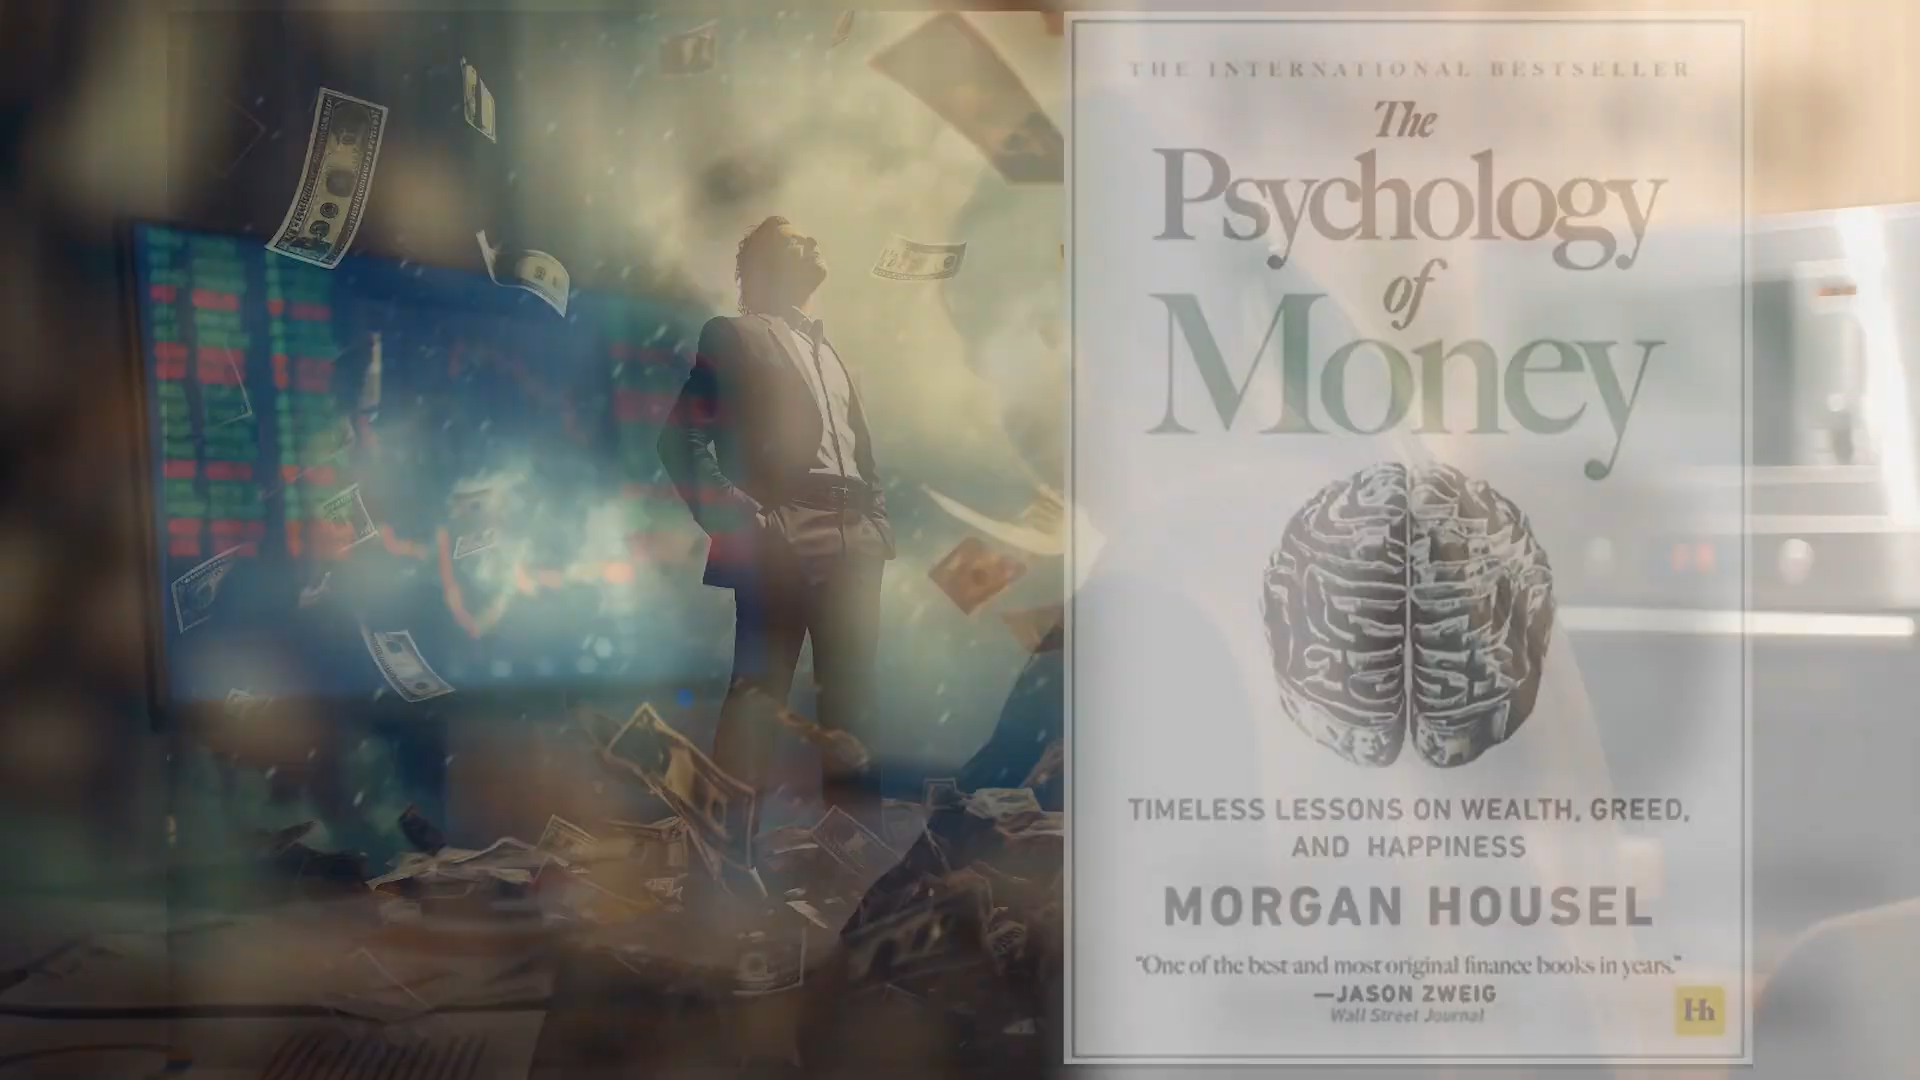 THE INTERNATIONAL BESTSELLER
The
Psychology
of
Money
TIMELESS LESSONS ON WEALTH, GREED,
AND HAPPINESS
MORGAN HOUSEL
"One of the best and most original finance books in years."
—JASON ZWEIG
Wall Street Journal
Hh